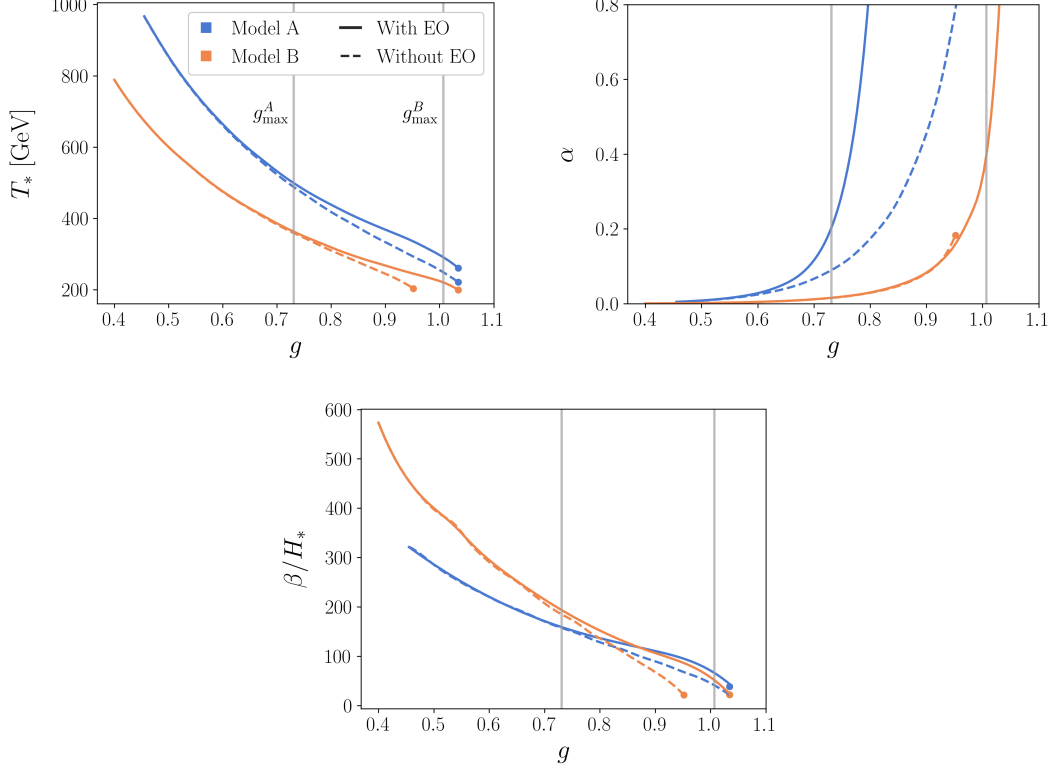 1000
800
600
400
200
T_* [GeV]
Model A
Model B
With EO
Without EO
g^A_max
g^B_max
0.4 0.5 0.6 0.7 0.8 0.9 1.0 1.1
g
0.8
0.6
0.4
0.2
0.0
α
0.4 0.5 0.6 0.7 0.8 0.9 1.0 1.1
g
600
500
400
300
200
100
0
β/H_*
0.4 0.5 0.6 0.7 0.8 0.9 1.0 1.1
g